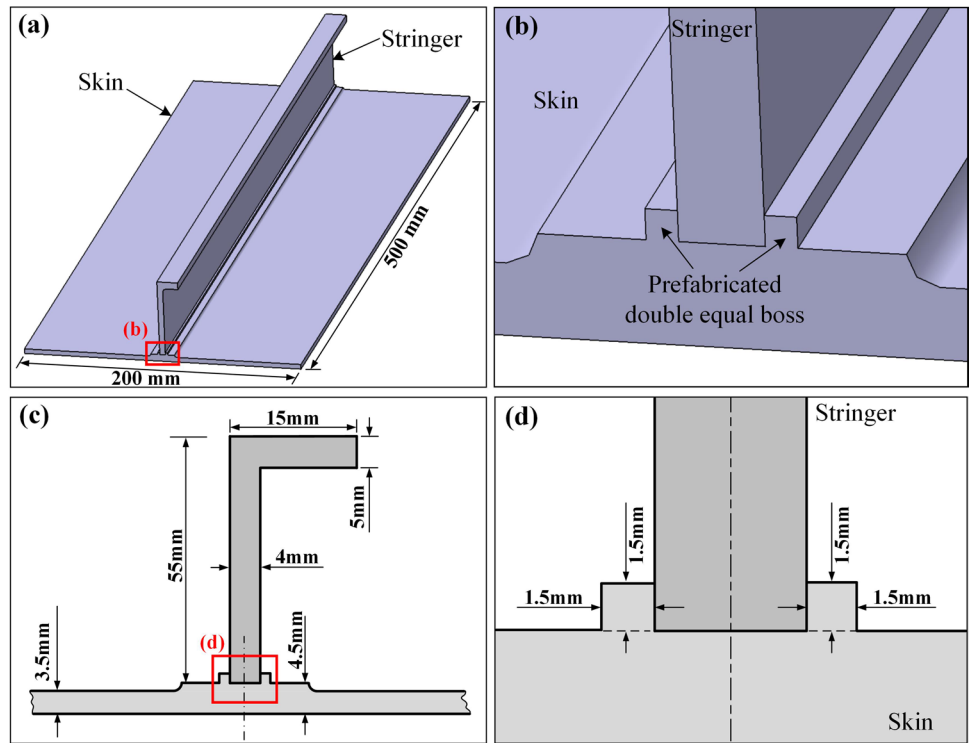 (a)
Stringer
Skin
500 mm
(b)
200 mm
(b)
Stringer
Skin
Prefabricated
double equal boss
(c)
15mm
5mm
55mm
4mm
(d)
3.5mm
4.5mm
(d)
Stringer
1.5mm
1.5mm
1.5mm
1.5mm
Skin